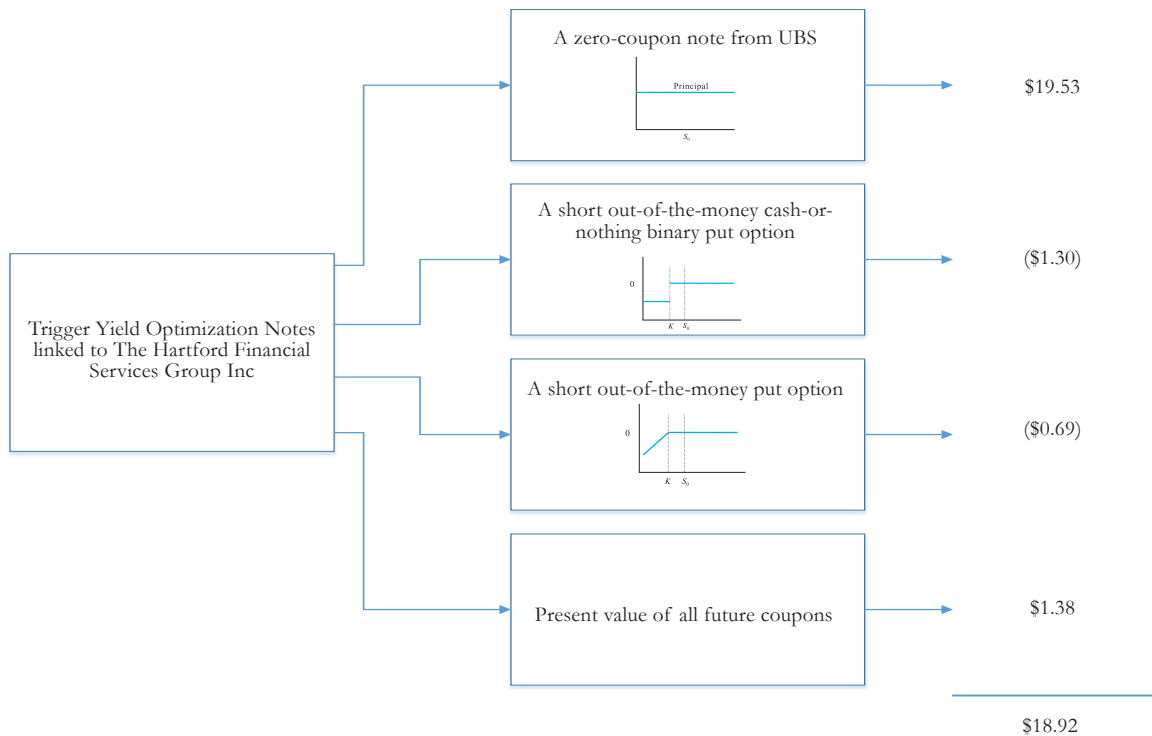 A zero-coupon note from UBS
Principal
S0
$19.53
A short out-of-the-money cash-or-
nothing binary put option
0
K S0
($1.30)
Trigger Yield Optimization Notes
linked to The Hartford Financial
Services Group Inc
A short out-of-the-money put option
0
K S0
($0.69)
Present value of all future coupons
$1.38
$18.92